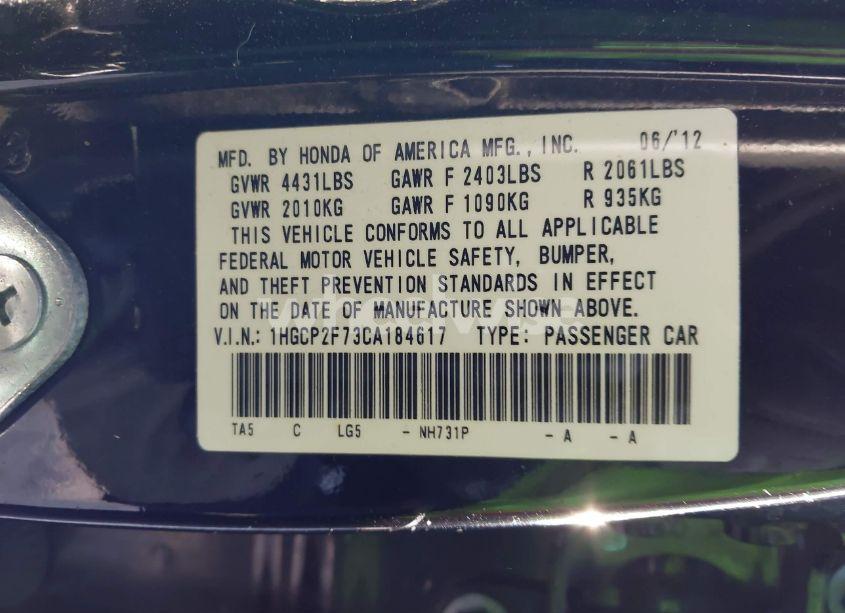 MFD. BY HONDA OF AMERICA MFG., INC. 06/'12
GVWR 4431LBS GAWR F 2403LBS R 2061LBS
GVWR 2010KG GAWR F 1090KG R 935KG
THIS VEHICLE CONFORMS TO ALL APPLICABLE
FEDERAL MOTOR VEHICLE SAFETY, BUMPER,
AND THEFT PREVENTION STANDARDS IN EFFECT
ON THE DATE OF MANUFACTURE SHOWN ABOVE.
V.I.N.: 1HGCP2F73CA184617 TYPE: PASSENGER CAR
TA5 C LG5 - NH731P - A - A